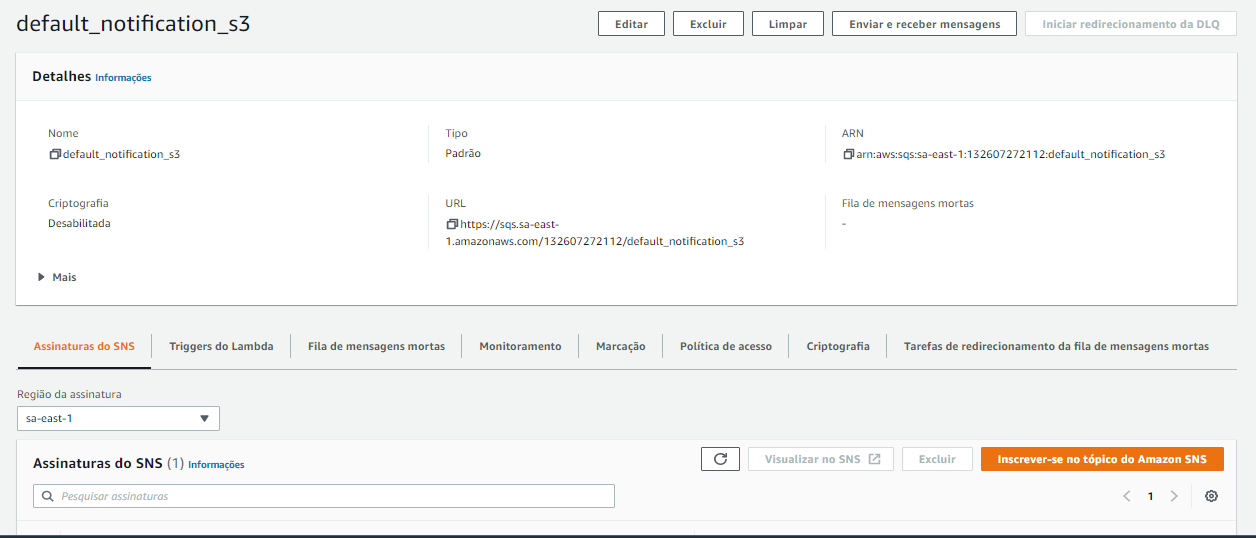 default_notification_s3
Editar
Excluir
Limpar
Enviar e receber mensagens
Iniciar redirecionamento da DLQ
Detalhes Informações
Nome
default_notification_s3
Tipo
Padrão
ARN
arn:aws:sqs:sa-east-1:132607272112:default_notification_s3
Criptografia
Desabilitada
URL
https://sqs.sa-east-
1.amazonaws.com/132607272112/default_notification_s3
Fila de mensagens mortas
-
Mais
Assinaturas do SNS
Triggers do Lambda
Fila de mensagens mortas
Monitoramento
Marcação
Política de acesso
Criptografia
Tarefas de redirecionamento da fila de mensagens mortas
Região da assinatura
sa-east-1
Assinaturas do SNS (1) Informações
Visualizar no SNS
Excluir
Inscrever-se no tópico do Amazon SNS
Pesquisar assinaturas
1